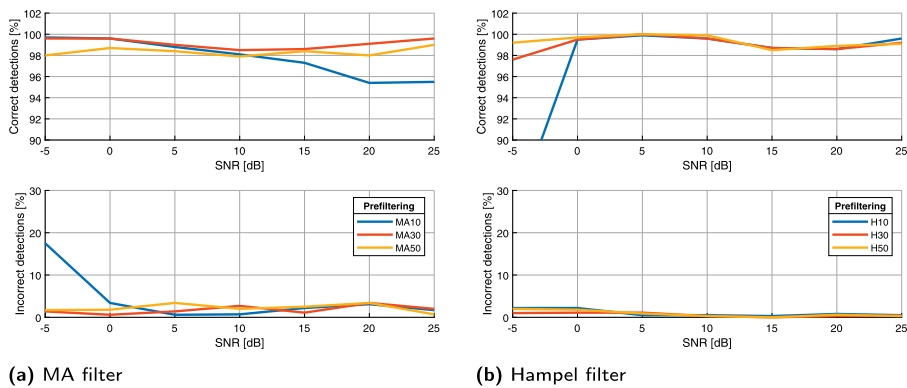 Correct detections [%]
102
100
98
96
94
92
90
-5
0
5
10
15
20
25
SNR [dB]
Incorrect detections [%]
30
20
10
0
Prefiltering
MA10
MA30
MA50
-5
0
5
10
15
20
25
SNR [dB]
(a) MA filter
Correct detections [%]
102
100
98
96
94
92
90
-5
0
5
10
15
20
25
SNR [dB]
Incorrect detections [%]
30
20
10
0
Prefiltering
H10
H30
H50
-5
0
5
10
15
20
25
SNR [dB]
(b) Hampel filter